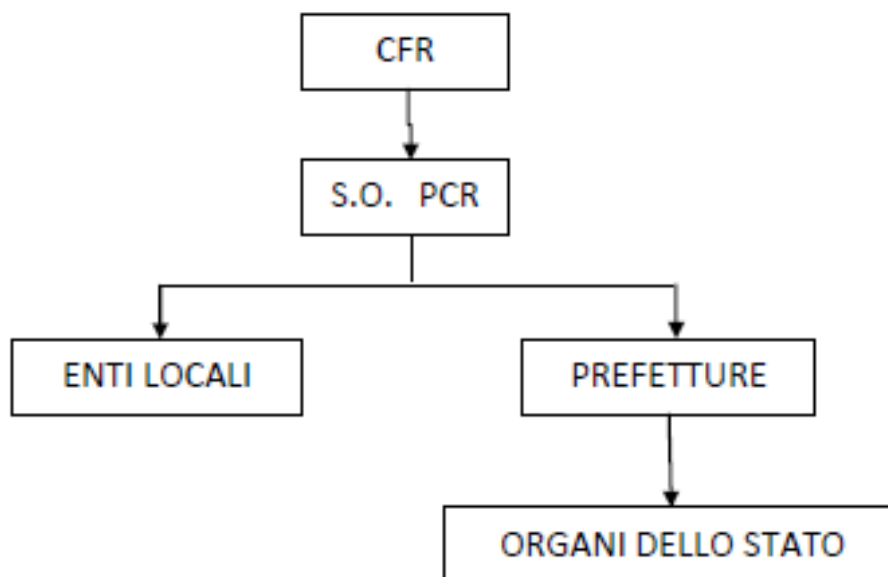 CFR
S.O. PCR
ENTI LOCALI
PREFETTURE
ORGANI DELLO STATO